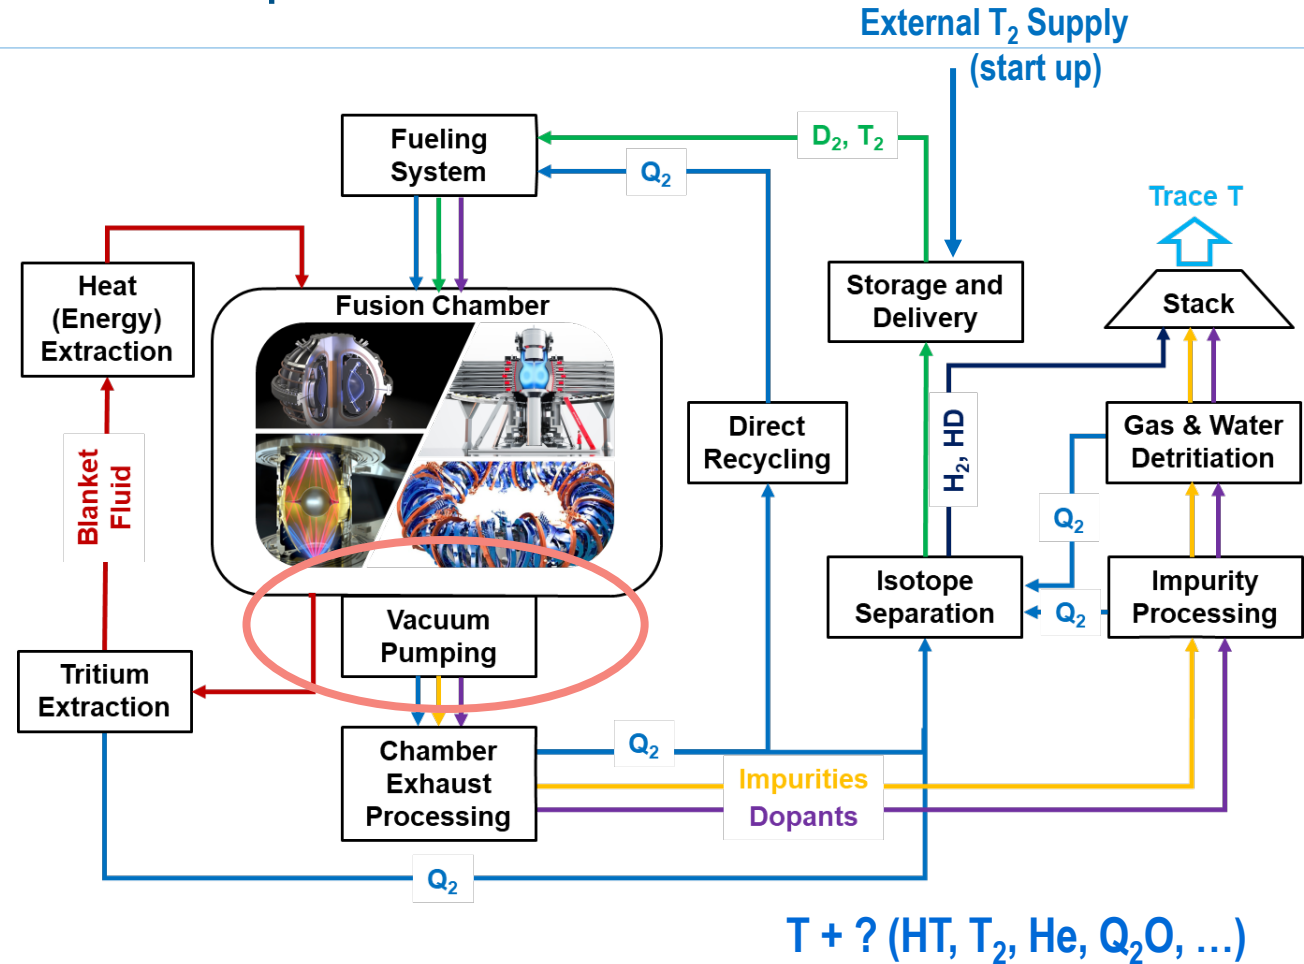 External T₂ Supply
(start up)
D₂, T₂
Fueling
System
Q₂
Trace T
Heat
(Energy)
Extraction
Fusion Chamber
Storage and
Delivery
Stack
Blanket
Fluid
Direct
Recycling
H₂, HD
Gas & Water
Detritiation
Q₂
Isotope
Separation
Q₂
Impurity
Processing
Vacuum
Pumping
Tritium
Extraction
Chamber
Exhaust
Processing
Q₂
Impurities
Dopants
Q₂
T + ? (HT, T₂, He, Q₂O, …)